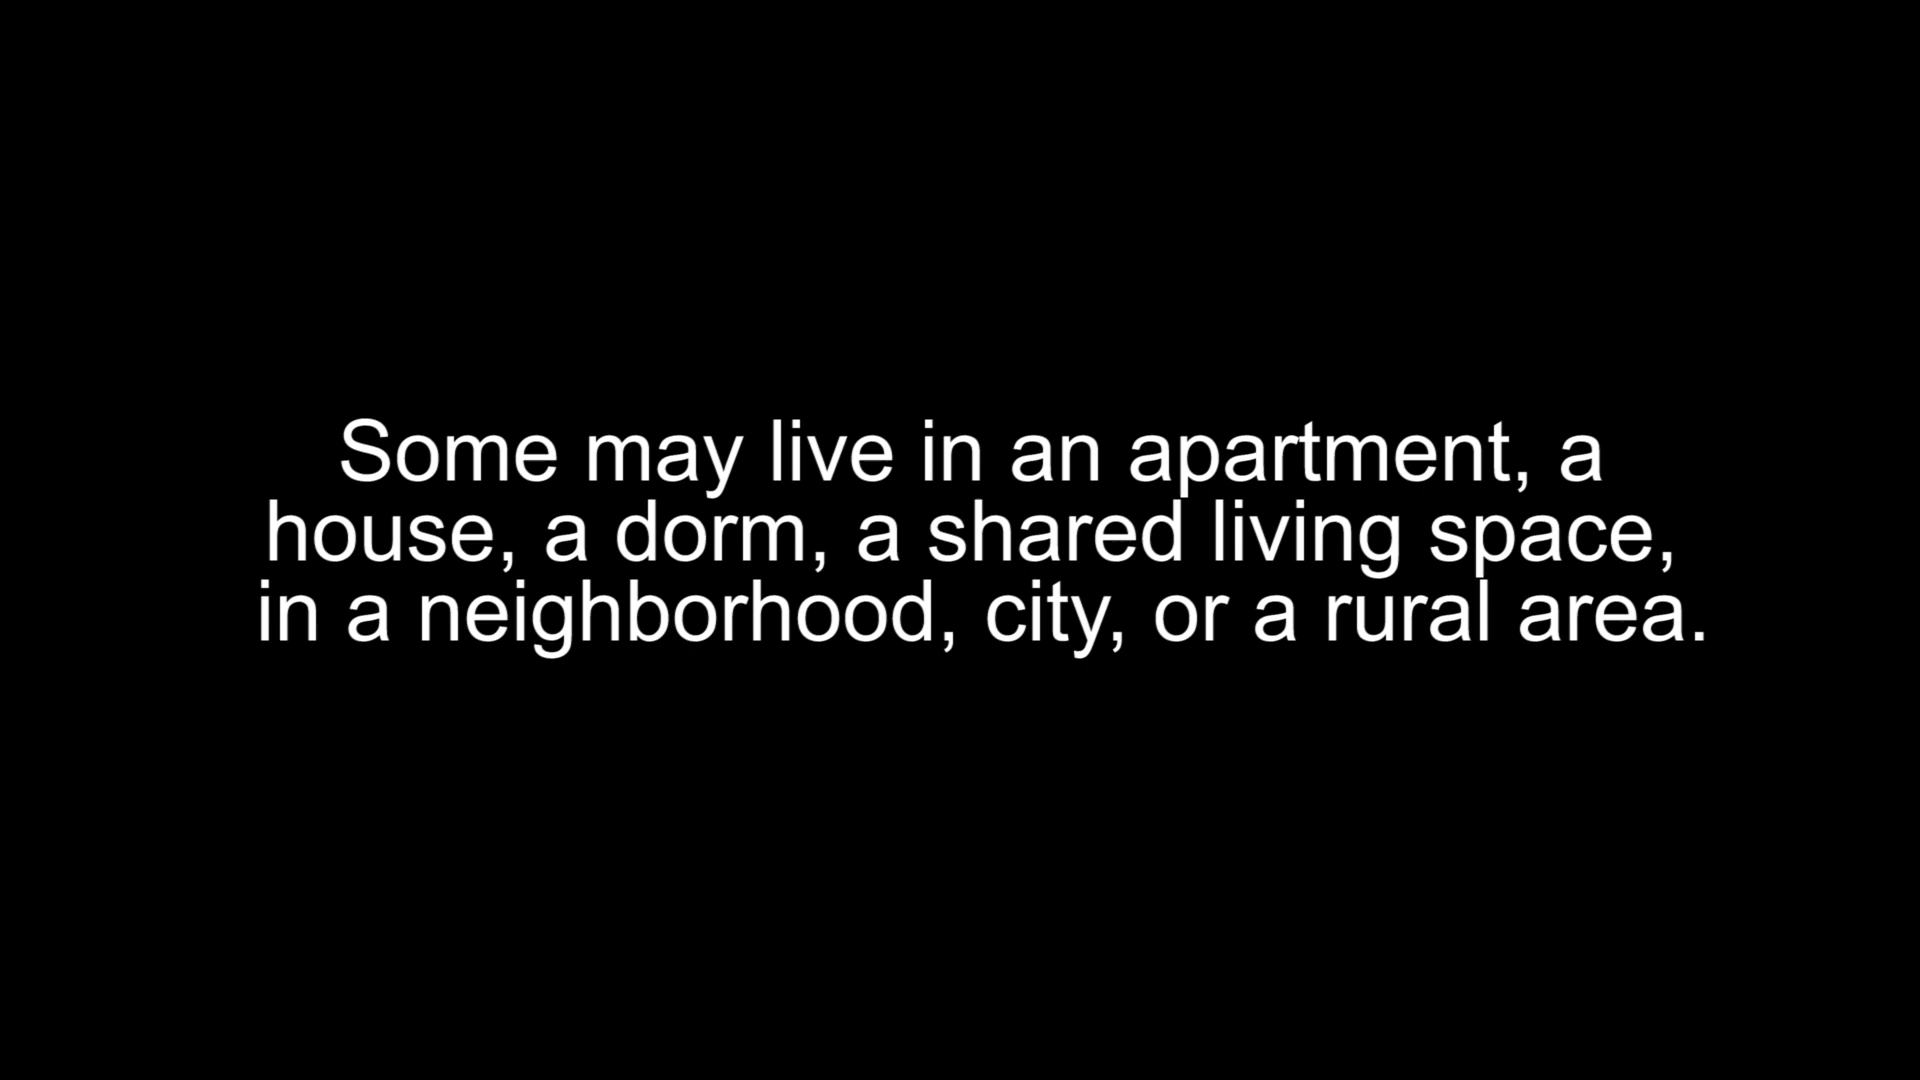 Some may live in an apartment, a
house, a dorm, a shared living space,
in a neighborhood, city, or a rural area.